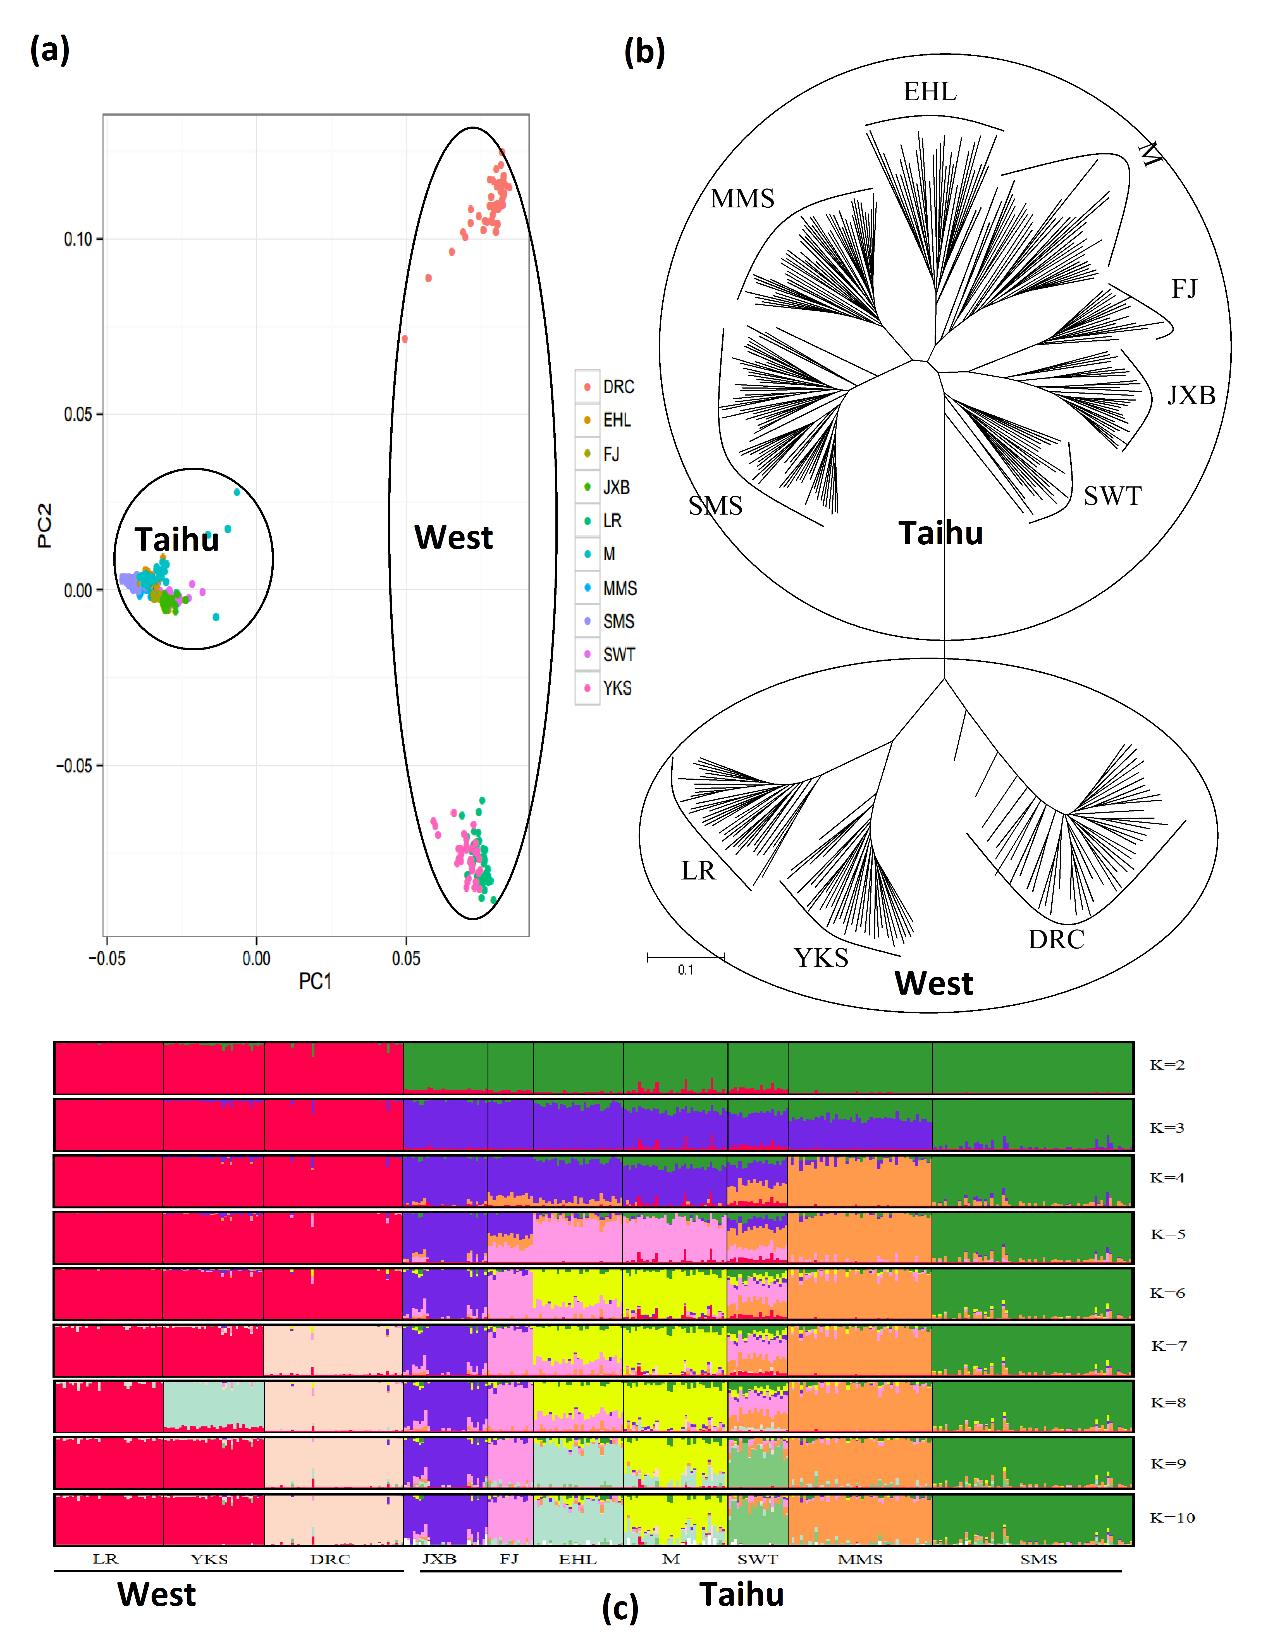 (a)
0.10
0.05
0.00
−0.05
PC2
−0.05
0.00
0.05
PC1
Taihu
West
DRC
EHL
FJ
JXB
LR
M
MMS
SMS
SWT
YKS
(b)
EHL
M
MMS
FJ
JXB
SWT
SMS
Taihu
LR
YKS
DRC
0.1
West
K=2
K=3
K=4
K=5
K=6
K=7
K=8
K=9
K=10
LR YKS DRC JXB FJ EHL M SWT MMS SMS
West Taihu
(c)